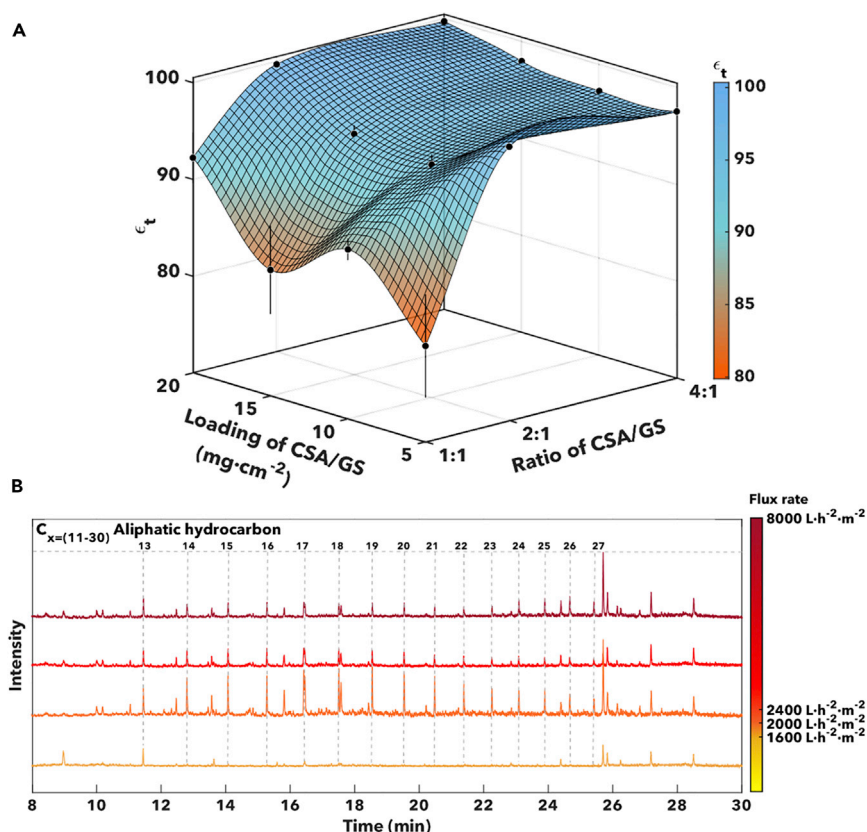 A
ϵt
100
95
90
85
80
100
90
80
ϵt
20
15
10
5
Loading of CSA/GS
(mg·cm-2)
1:1
2:1
4:1
Ratio of CSA/GS
B
Flux rate
8000 L·h-2·m-2
2400 L·h-2·m-2
2000 L·h-2·m-2
1600 L·h-2·m-2
Cx=(11-30) Aliphatic hydrocarbon
13 14 15 16 17 18 19 20 21 22 23 24 25 26 27
Intensity
8 10 12 14 16 18 20 22 24 26 28 30
Time (min)